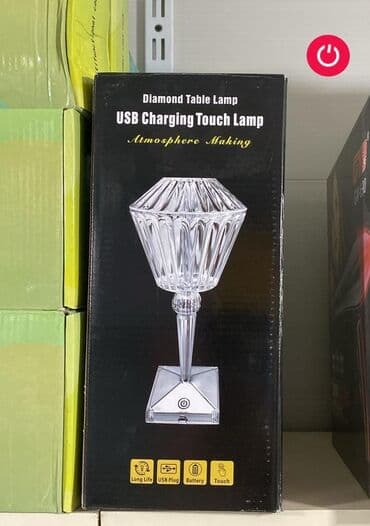 Diamond Table Lamp
USB Charging Touch Lamp
Atmosphere Making
Long Life USB Plug Battery Touch